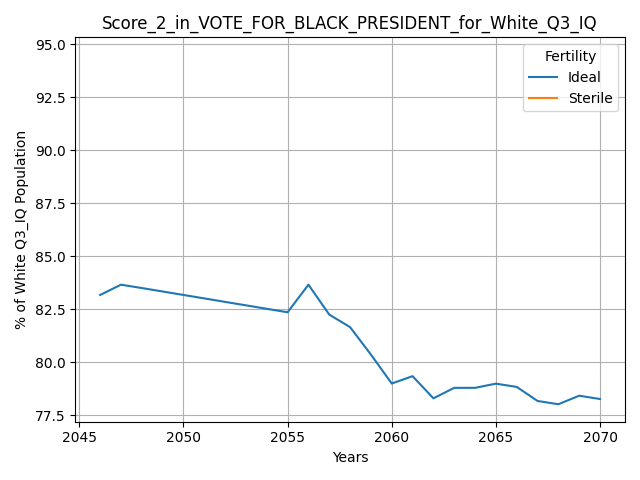 Score_2_in_VOTE_FOR_BLACK_PRESIDENT_for_White_Q3_IQ
95.0
92.5
90.0
87.5
85.0
82.5
80.0
77.5
% of White Q3_IQ Population
Fertility
Ideal
Sterile
2045
2050
2055
2060
2065
2070
Years